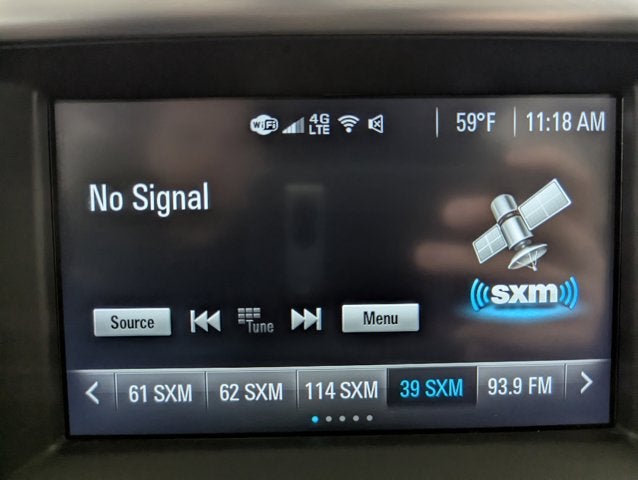 WiFi 4G LTE 59°F 11:18 AM
No Signal
sxm
Source Tune Menu
61 SXM 62 SXM 114 SXM 39 SXM 93.9 FM